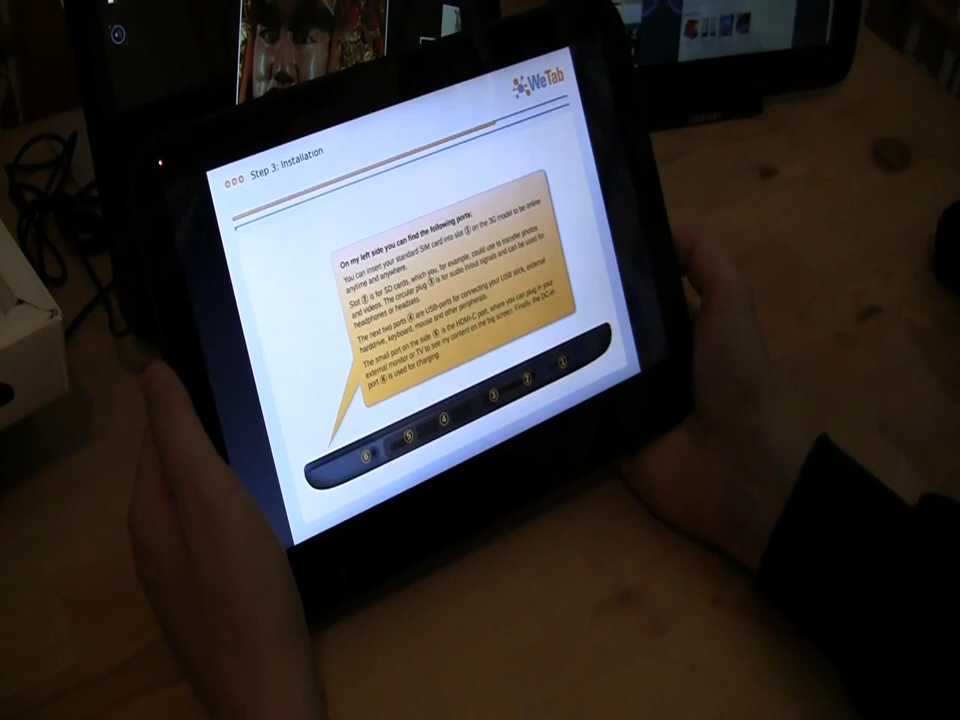 WeTab
Step 3: Installation
On my left side you can find the following ports:
You can insert your standard SIM card into slot ① on the 3G model to be online
anytime and anywhere.
Slot ② is for SD cards, which you, for example, could use to transfer photos
and videos. The circular plug ③ is for audio in/out signals and can be used for
headphones or headsets.
The next two ports ④ are USB-ports for connecting your USB stick, external
harddrive, keyboard, mouse and other peripherals.
The small port on the side ⑤ is the HDMI-C port, where you can plug in your
external monitor or TV to see my content on the big screen. Finally, the DC-in
port ⑥ is used for charging.
⑥ ⑤ ④ ③ ② ①